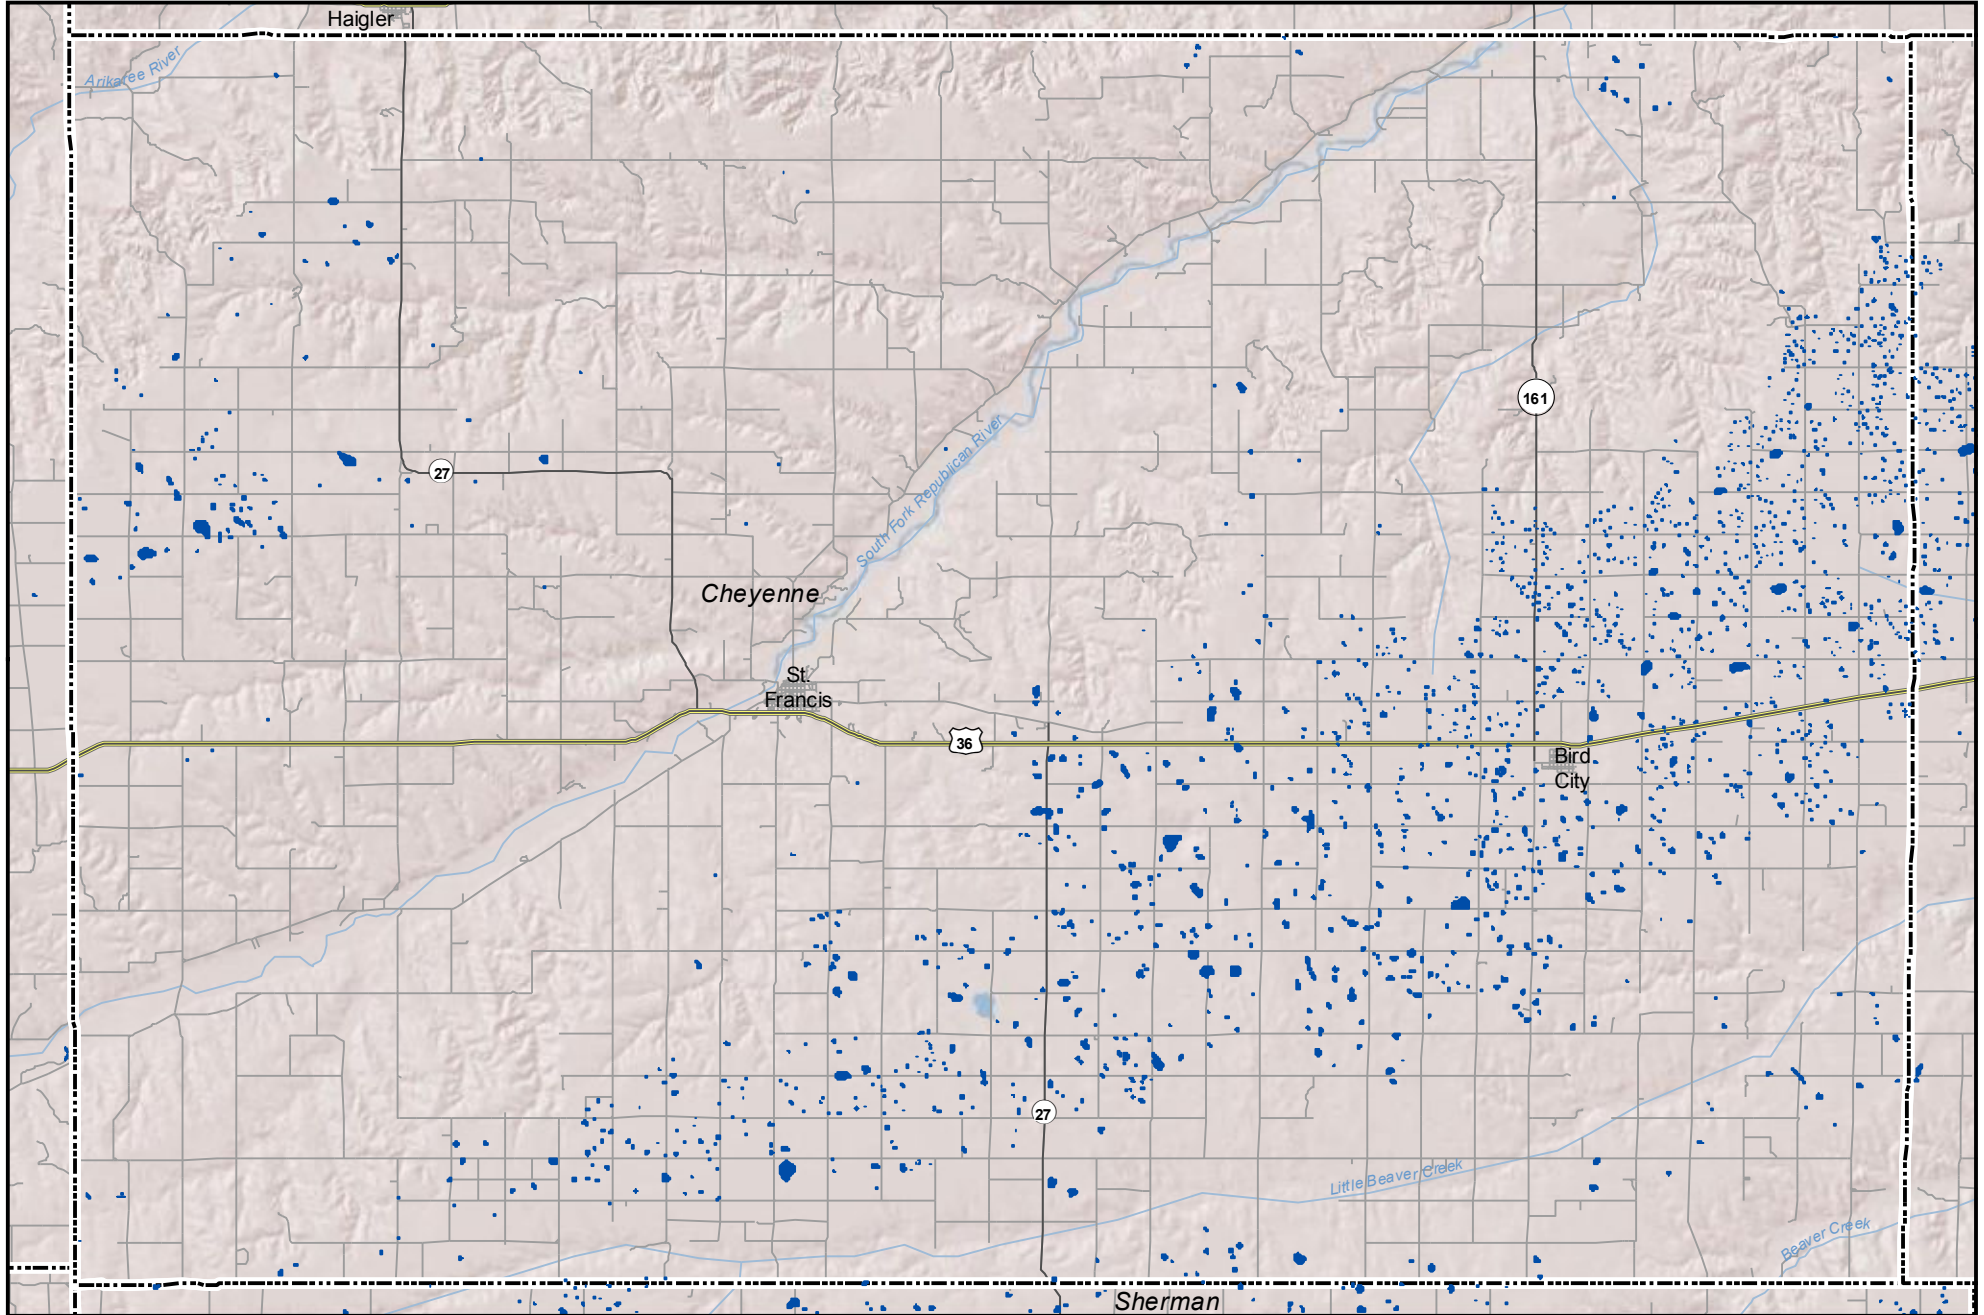 Haigler
Arikaree River
161
27
South Fork Republican River
Cheyenne
St.
Francis
36
Bird
City
27
Little Beaver Creek
Beaver Creek
Sherman